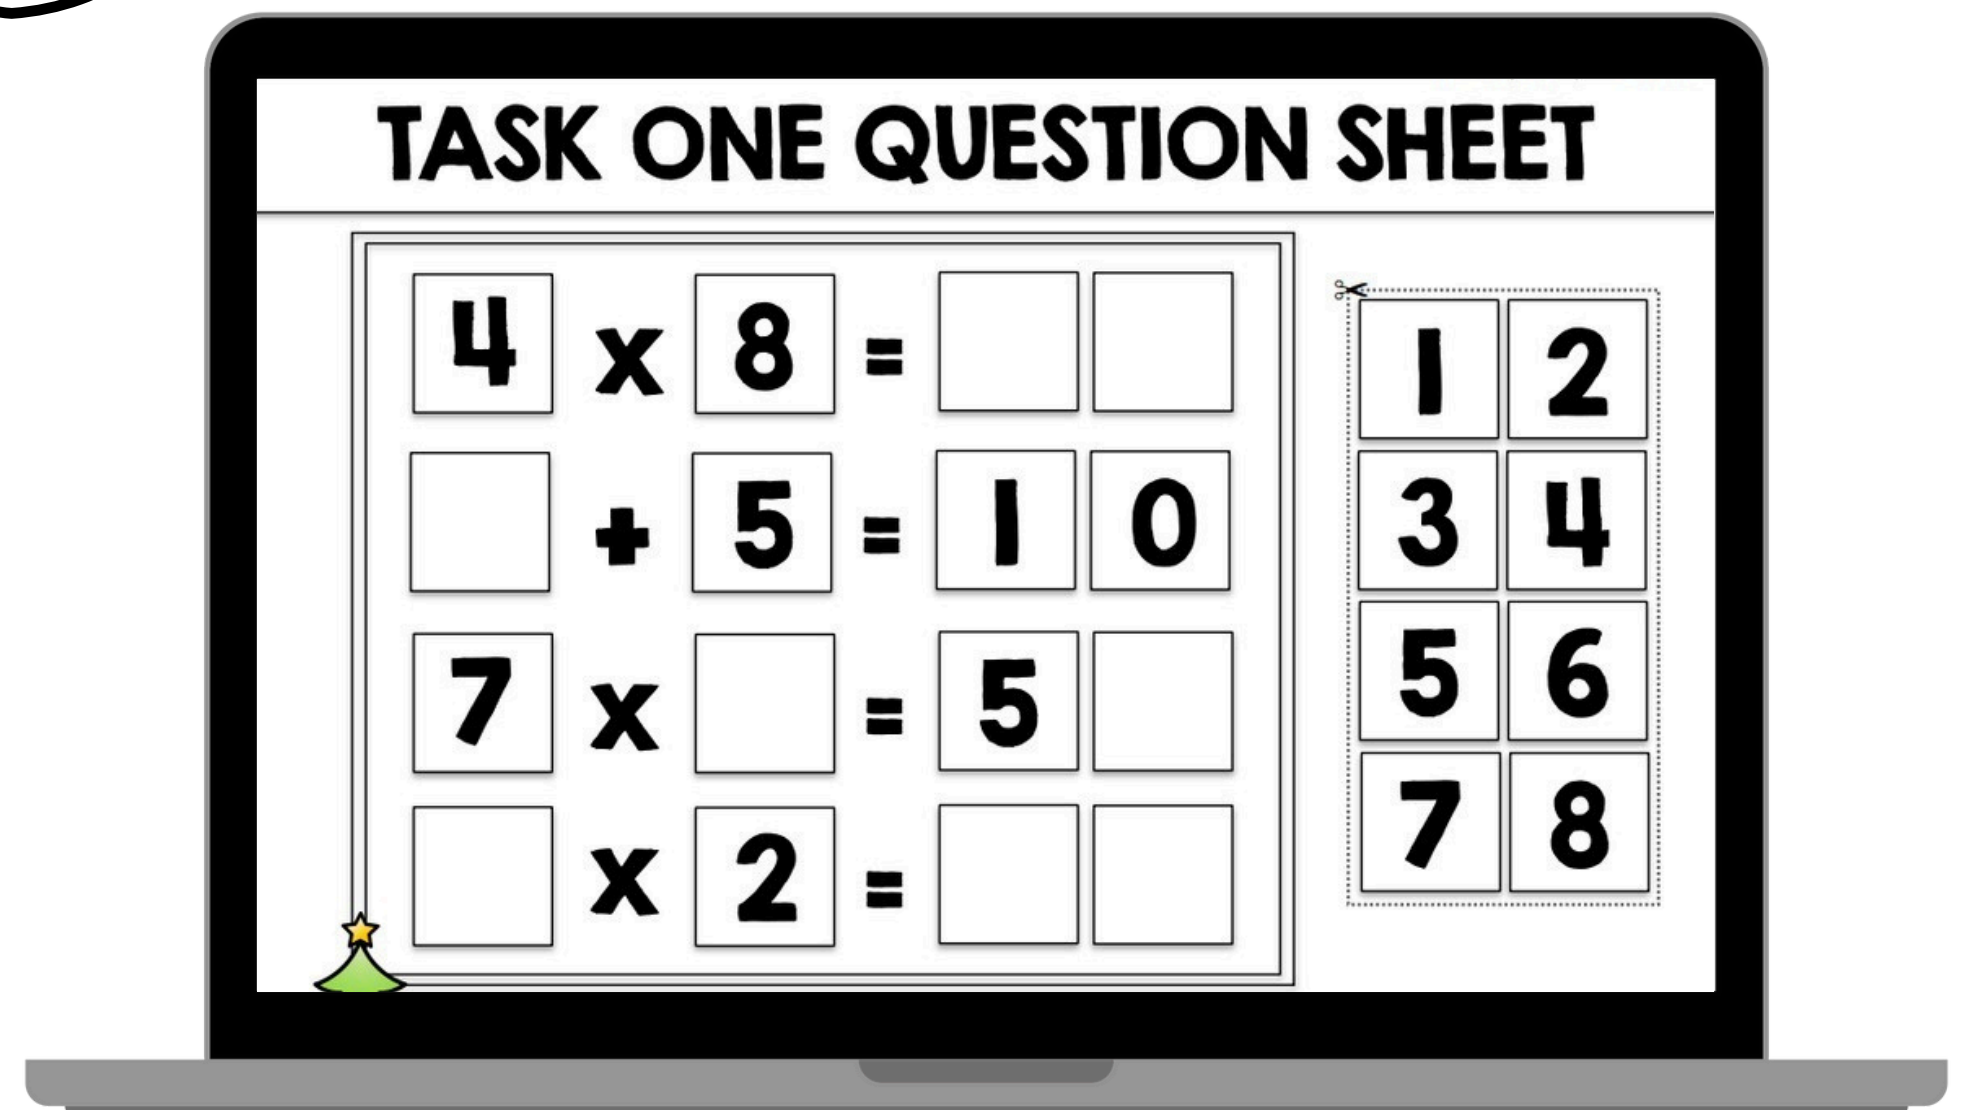 TASK ONE QUESTION SHEET
4 x 8 =
+ 5 = 1 0
7 x = 5
x 2 =
1 2
3 4
5 6
7 8